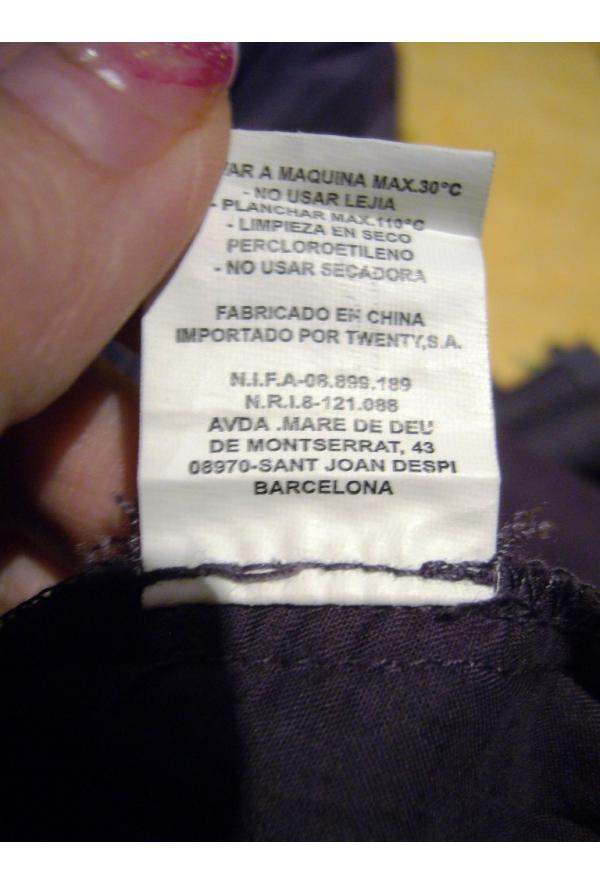 VAR A MAQUINA MAX.30°C
- NO USAR LEJIA
- PLANCHAR MAX.110°C
- LIMPIEZA EN SECO
PERCLOROETILENO
- NO USAR SECADORA
FABRICADO EN CHINA
IMPORTADO POR TWENTY,S.A.
N.I.F.A-08.899.189
N.R.I.8-121.088
AVDA .MARE DE DEU
DE MONTSERRAT, 43
08970-SANT JOAN DESPI
BARCELONA